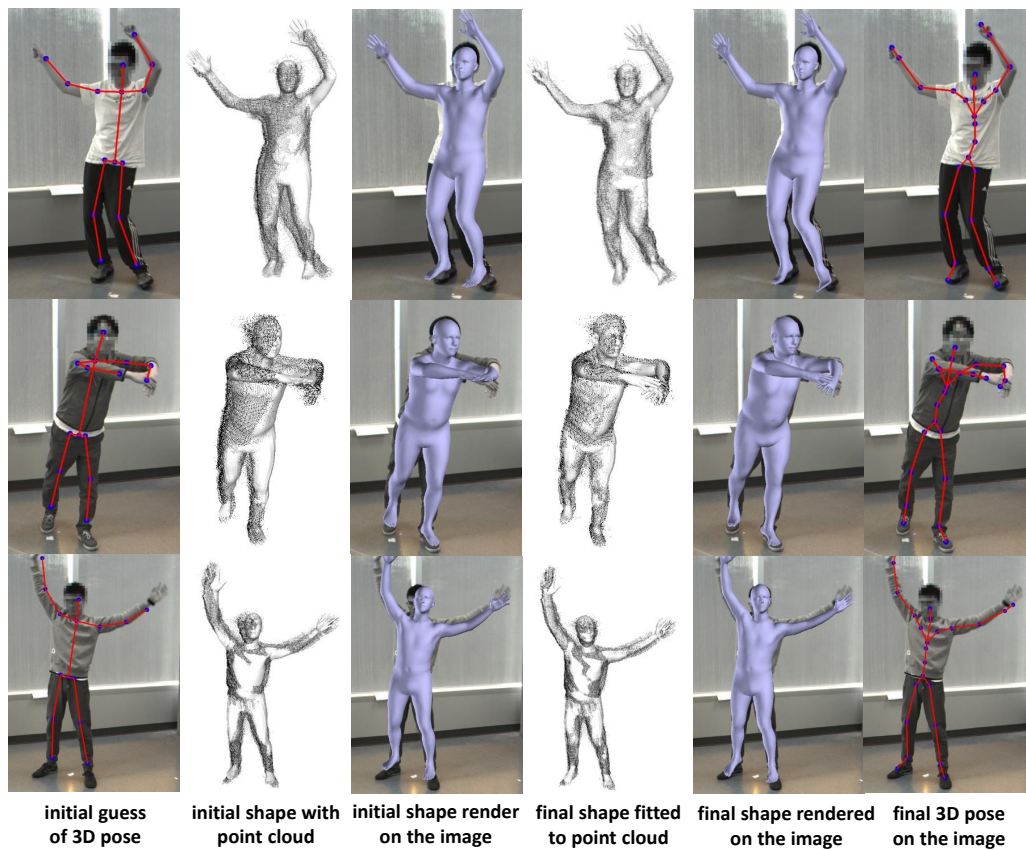 initial guess
of 3D pose
initial shape with
point cloud
initial shape render
on the image
final shape fitted
to point cloud
final shape rendered
on the image
final 3D pose
on the image